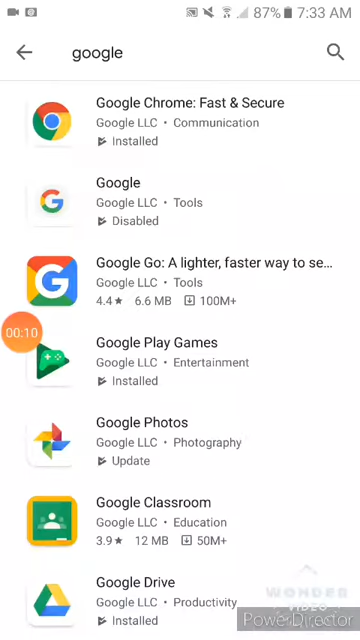 87% 7:33 AM
google
Google Chrome: Fast & Secure
Google LLC • Communication
Installed
Google
Google LLC • Tools
Disabled
Google Go: A lighter, faster way to se...
Google LLC • Tools
4.4★ 6.6 MB 100M+
00:10
Google Play Games
Google LLC • Entertainment
Installed
Google Photos
Google LLC • Photography
Update
Google Classroom
Google LLC • Education
3.9★ 12 MB 50M+
Google Drive
Google LLC • Productivity
Installed
WONDER
VIDEO
PowerDirector